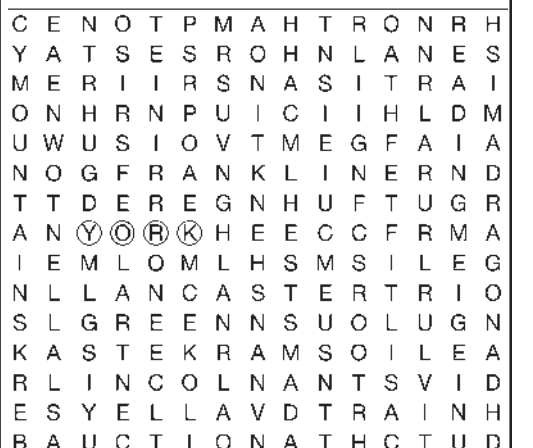 C E N O T P M A H T R O N R H
Y A T S E S R O H N L A N E S
M E R I I R S N A S I T R A I
O N H R N P U I C I I H L D M
U W U S I O V T M E G F A I A
N O G F R A N K L I N E R N D
T T D E R E G N H U F T U G R
A N Y O R K H E E C C F R M A
I E M L O M L H S M S I L E G
N L L A N C A S T E R T R I O
S L G R E E N N S U O L U G N
K A S T E K R A M S O I L E A
R L I N C O L N A N T S V I D
E S Y E L L A V D T R A I N H
B A U C T I O N A T H C T U D